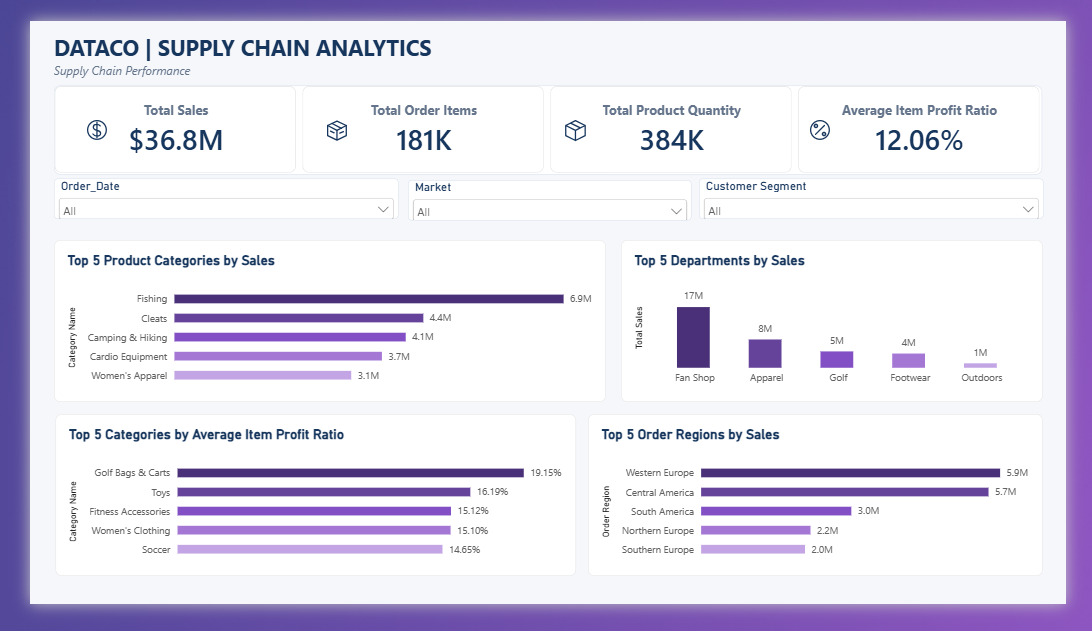 DATACO | SUPPLY CHAIN ANALYTICS
Supply Chain Performance
Total Sales
$36.8M
Total Order Items
181K
Total Product Quantity
384K
Average Item Profit Ratio
12.06%
Order_Date
All
Market
All
Customer Segment
All
Top 5 Product Categories by Sales
Category Name
Fishing 6.9M
Cleats 4.4M
Camping & Hiking 4.1M
Cardio Equipment 3.7M
Women's Apparel 3.1M
Top 5 Departments by Sales
Total Sales
17M 8M 5M 4M 1M
Fan Shop Apparel Golf Footwear Outdoors
Top 5 Categories by Average Item Profit Ratio
Category Name
Golf Bags & Carts 19.15%
Toys 16.19%
Fitness Accessories 15.12%
Women's Clothing 15.10%
Soccer 14.65%
Top 5 Order Regions by Sales
Order Region
Western Europe 5.9M
Central America 5.7M
South America 3.0M
Northern Europe 2.2M
Southern Europe 2.0M